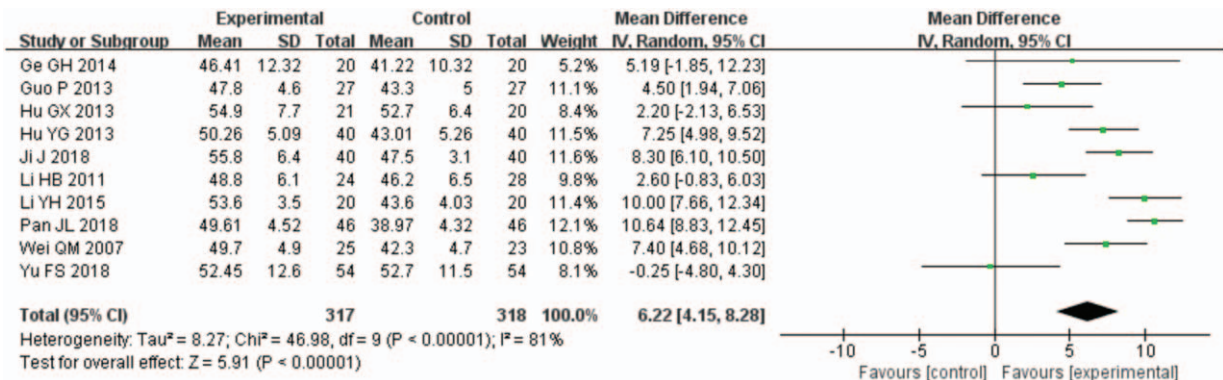 Experimental Control Mean Difference Mean Difference
Study or Subgroup Mean SD Total Mean SD Total Weight IV, Random, 95% CI IV, Random, 95% CI
Ge GH 2014 46.41 12.32 20 41.22 10.32 20 5.2% 5.19 [-1.85, 12.23]
Guo P 2013 47.8 4.6 27 43.3 5 27 11.1% 4.50 [1.94, 7.06]
Hu GX 2013 54.9 7.7 21 52.7 6.4 20 8.4% 2.20 [-2.13, 6.53]
Hu YG 2013 50.26 5.09 40 43.01 5.26 40 11.5% 7.25 [4.98, 9.52]
Ji J 2018 55.8 6.4 40 47.5 3.1 40 11.6% 8.30 [6.10, 10.50]
Li HB 2011 48.8 6.1 24 46.2 6.5 28 9.8% 2.60 [-0.83, 6.03]
Li YH 2015 53.6 3.5 20 43.6 4.03 20 11.4% 10.00 [7.66, 12.34]
Pan JL 2018 49.61 4.52 46 38.97 4.32 46 12.1% 10.64 [8.83, 12.45]
Wei QM 2007 49.7 4.9 25 42.3 4.7 23 10.8% 7.40 [4.68, 10.12]
Yu FS 2018 52.45 12.6 54 52.7 11.5 54 8.1% -0.25 [-4.80, 4.30]
Total (95% CI) 317 318 100.0% 6.22 [4.15, 8.28]
Heterogeneity: Tau² = 8.27; Chi² = 46.98, df = 9 (P < 0.00001); I² = 81%
Test for overall effect: Z = 5.91 (P < 0.00001)
-10 -5 0 5 10
Favours [control] Favours [experimental]